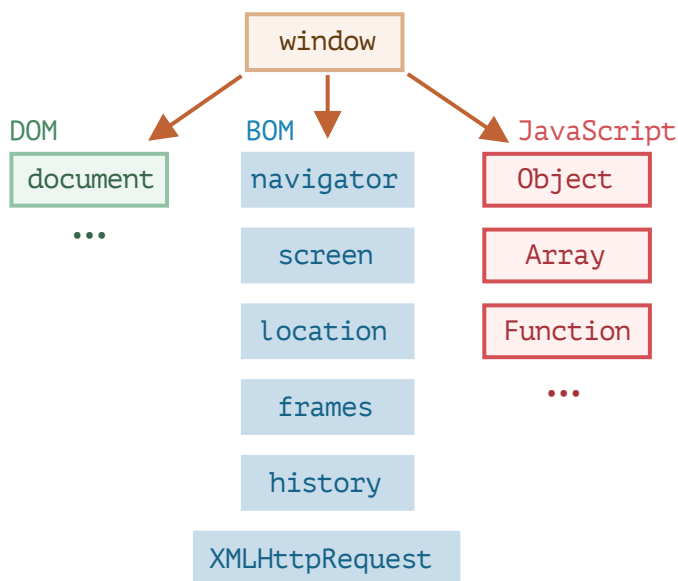 window
DOM
document
...
BOM
navigator
screen
location
frames
history
XMLHttpRequest
JavaScript
Object
Array
Function
...